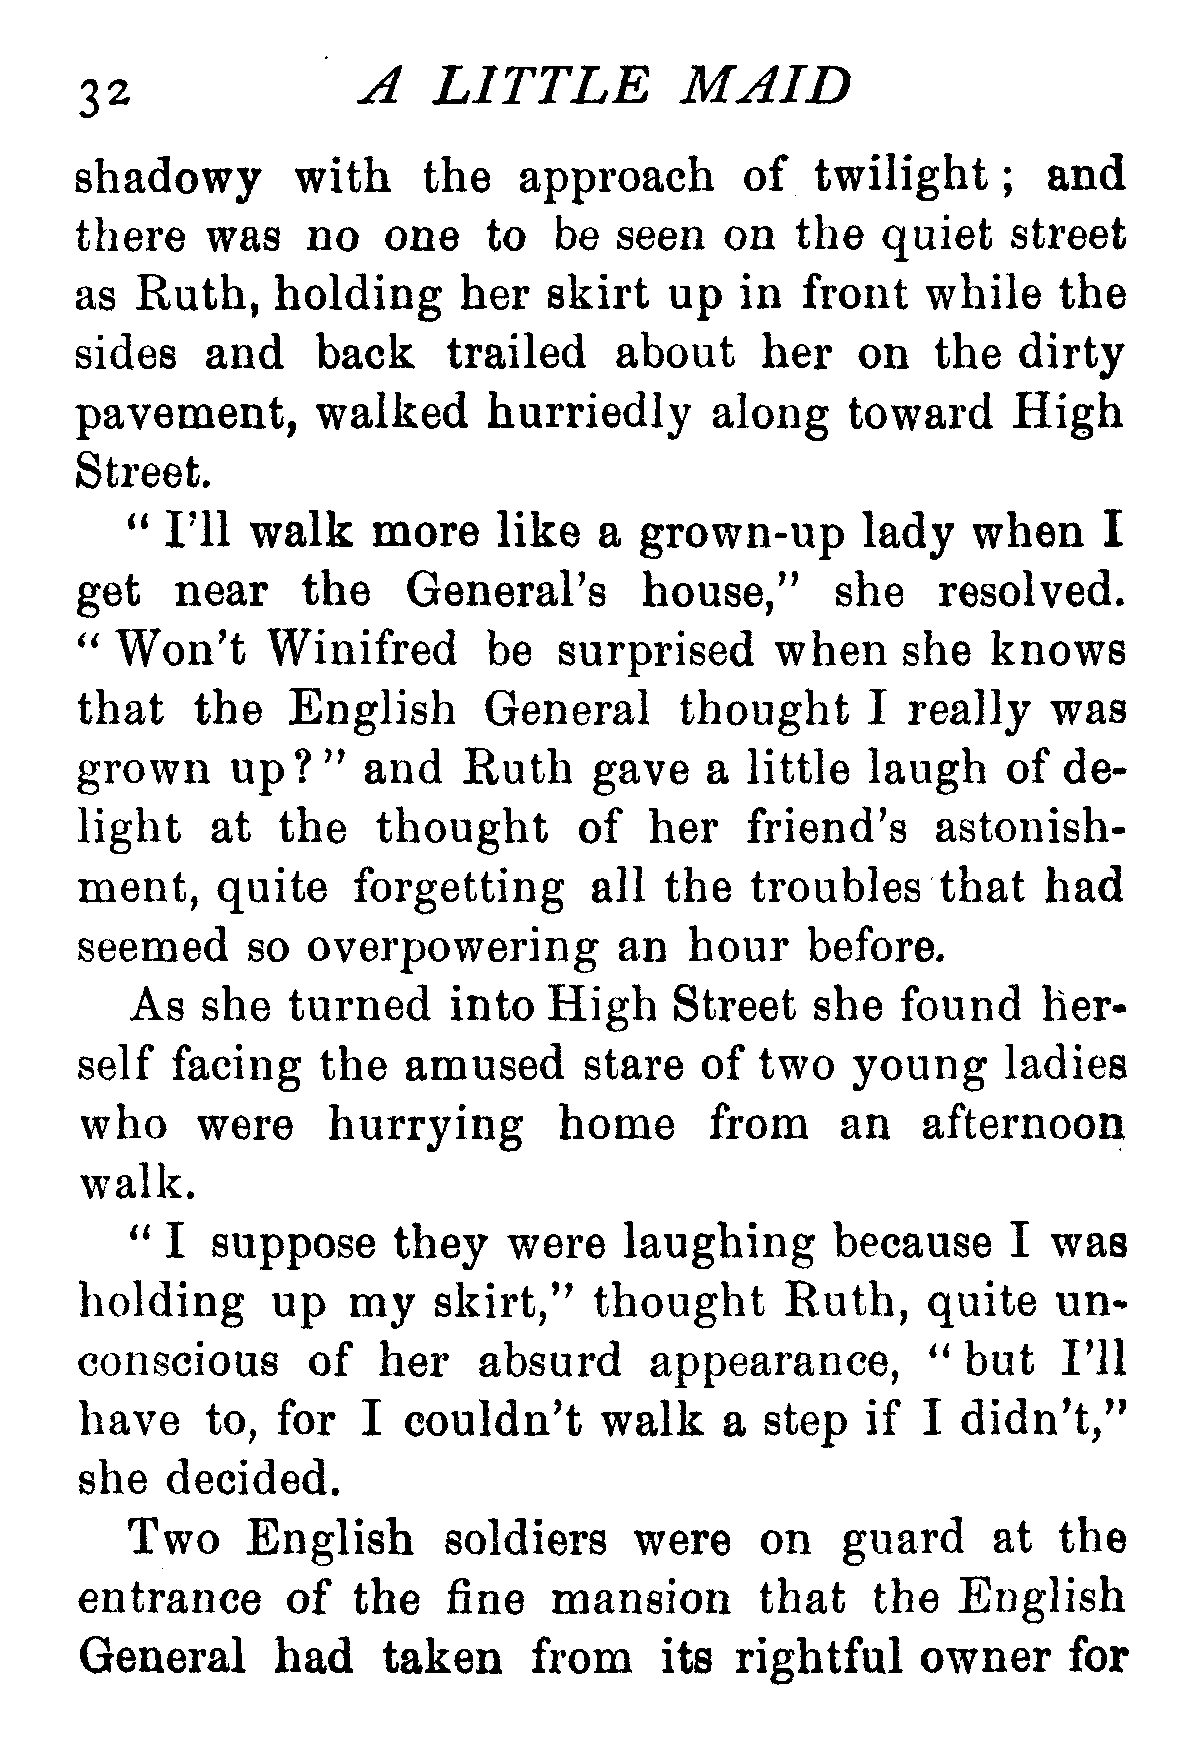 32 A LITTLE MAID
shadowy with the approach of twilight; and
there was no one to be seen on the quiet street
as Ruth, holding her skirt up in front while the
sides and back trailed about her on the dirty
pavement, walked hurriedly along toward High
Street.
“I’ll walk more like a grown-up lady when I
get near the General’s house,” she resolved.
“Won’t Winifred be surprised when she knows
that the English General thought I really was
grown up?” and Ruth gave a little laugh of de-
light at the thought of her friend’s astonish-
ment, quite forgetting all the troubles that had
seemed so overpowering an hour before.
As she turned into High Street she found her-
self facing the amused stare of two young ladies
who were hurrying home from an afternoon
walk.
“I suppose they were laughing because I was
holding up my skirt,” thought Ruth, quite un-
conscious of her absurd appearance, “but I’ll
have to, for I couldn’t walk a step if I didn’t,”
she decided.
Two English soldiers were on guard at the
entrance of the fine mansion that the English
General had taken from its rightful owner for